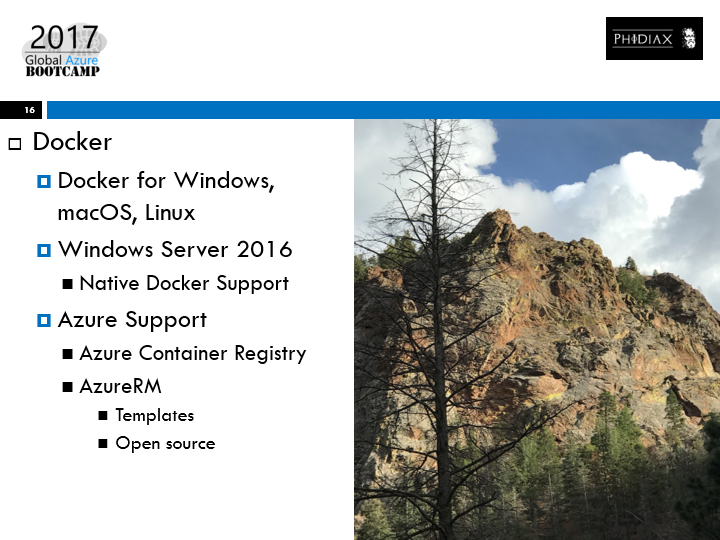 2017
Global Azure
BOOTCAMP
PHIDIAX
16
Docker
Docker for Windows,
macOS, Linux
Windows Server 2016
Native Docker Support
Azure Support
Azure Container Registry
AzureRM
Templates
Open source